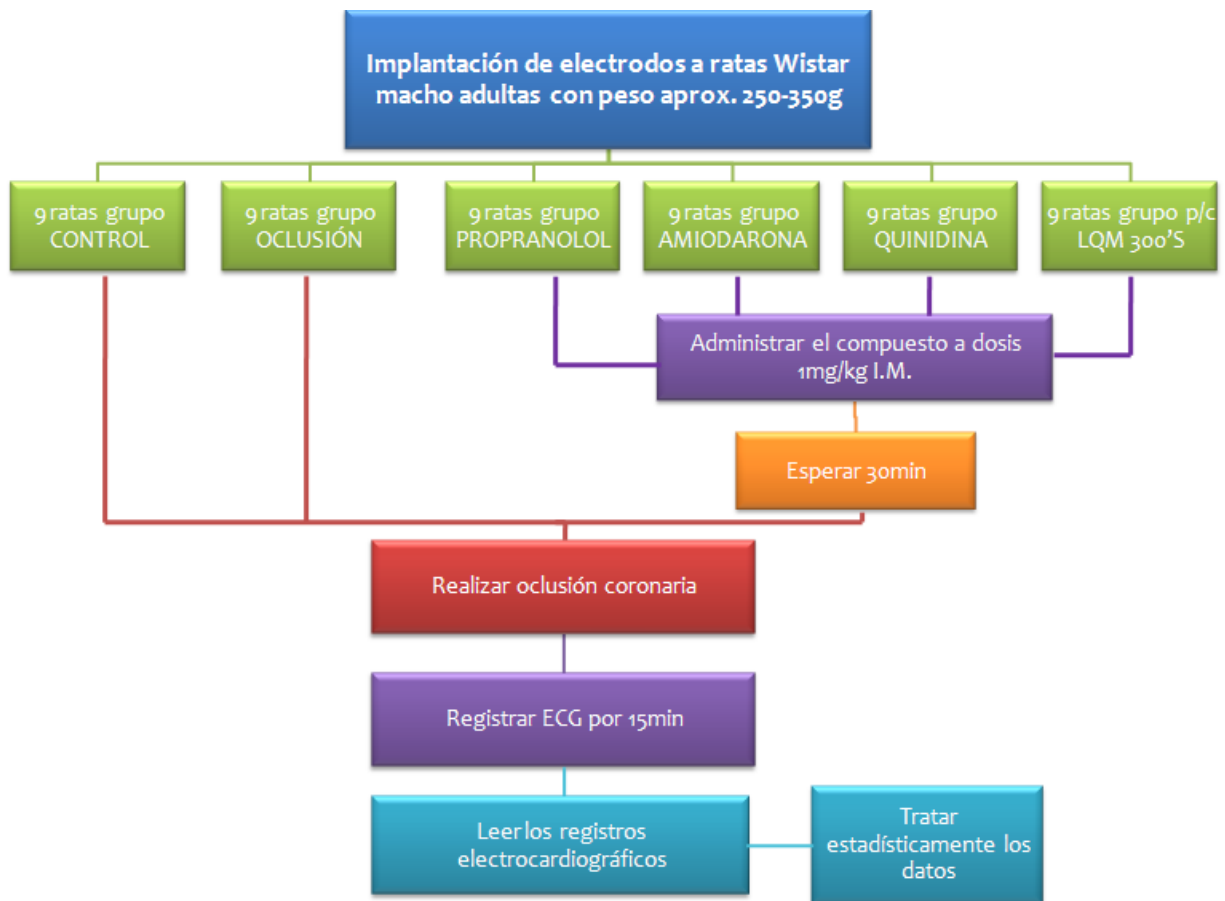 Implantación de electrodos a ratas Wistar
macho adultas con peso aprox. 250-350g
9 ratas grupo
CONTROL
9 ratas grupo
OCLUSIÓN
9 ratas grupo
PROPRANOLOL
9 ratas grupo
AMIODARONA
9 ratas grupo
QUINIDINA
9 ratas grupo p/c
LQM 300'S
Administrar el compuesto a dosis
1mg/kg I.M.
Esperar 30min
Realizar oclusión coronaria
Registrar ECG por 15min
Leer los registros
electrocardiográficos
Tratar
estadísticamente los
datos